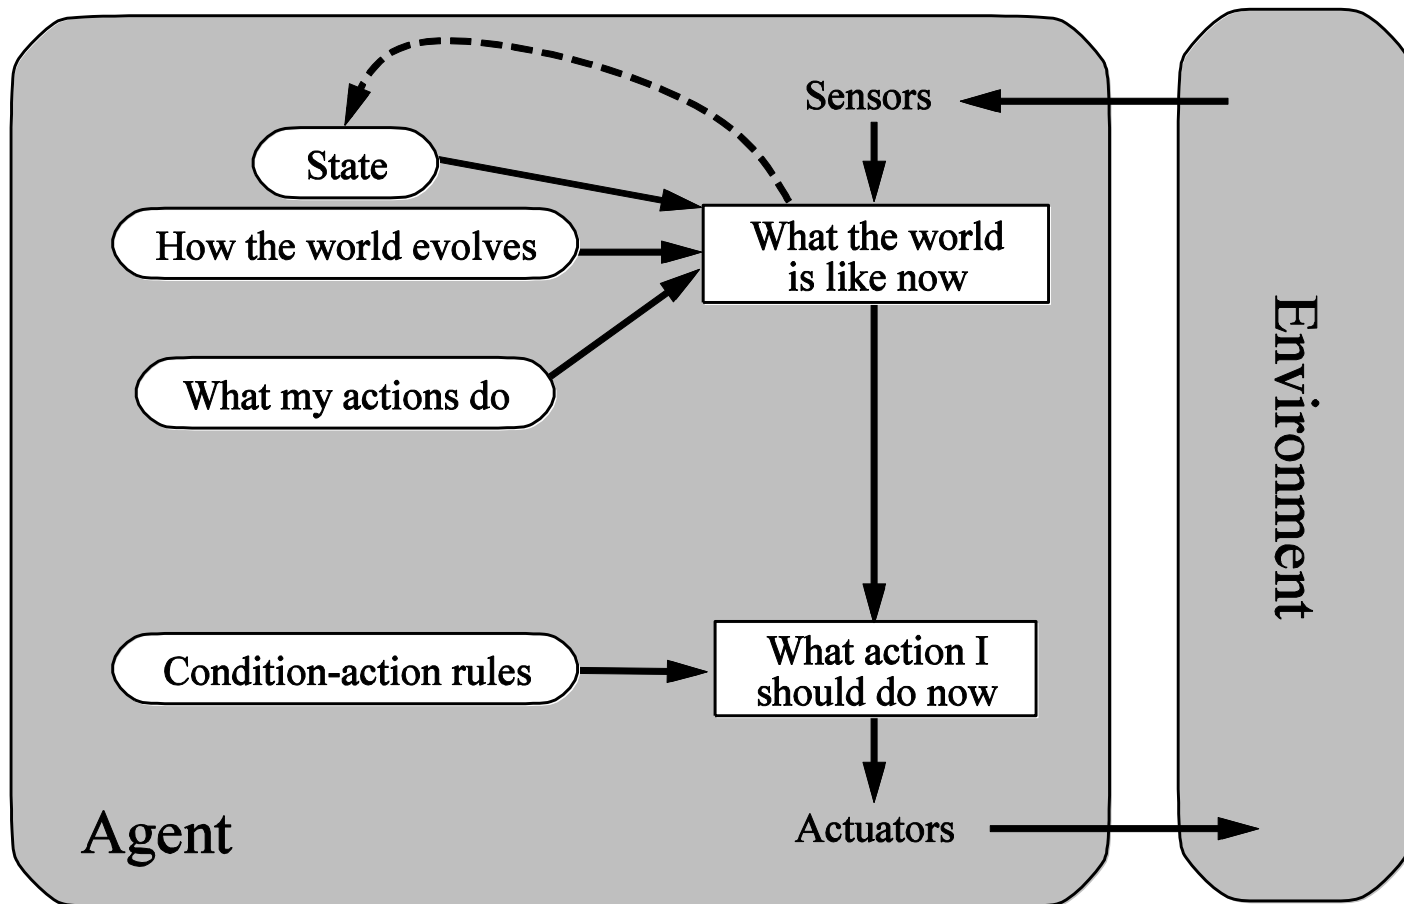 Sensors
State
What the world
is like now
How the world evolves
What my actions do
Environment
Condition-action rules
What action I
should do now
Agent
Actuators